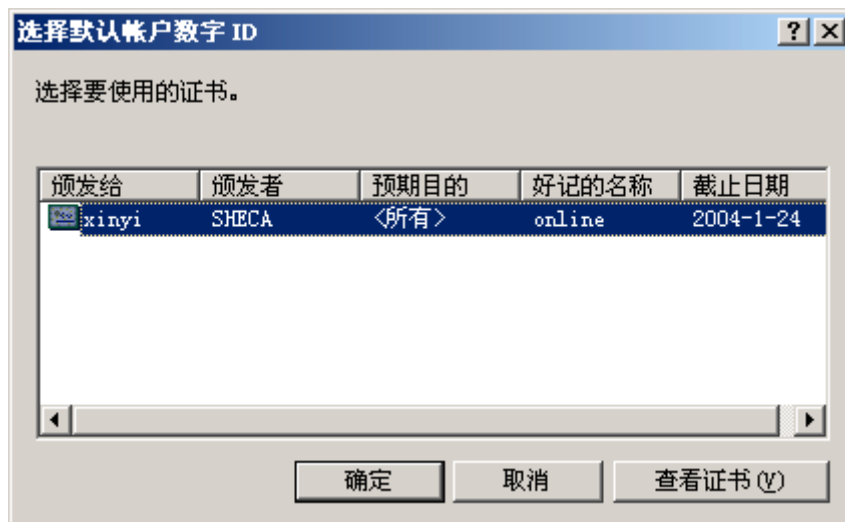 选择默认帐户数字 ID
选择要使用的证书。
颁发给 颁发者 预期目的 好记的名称 截止日期
xinyi SHECA <所有> online 2004-1-24
确定 取消 查看证书(V)